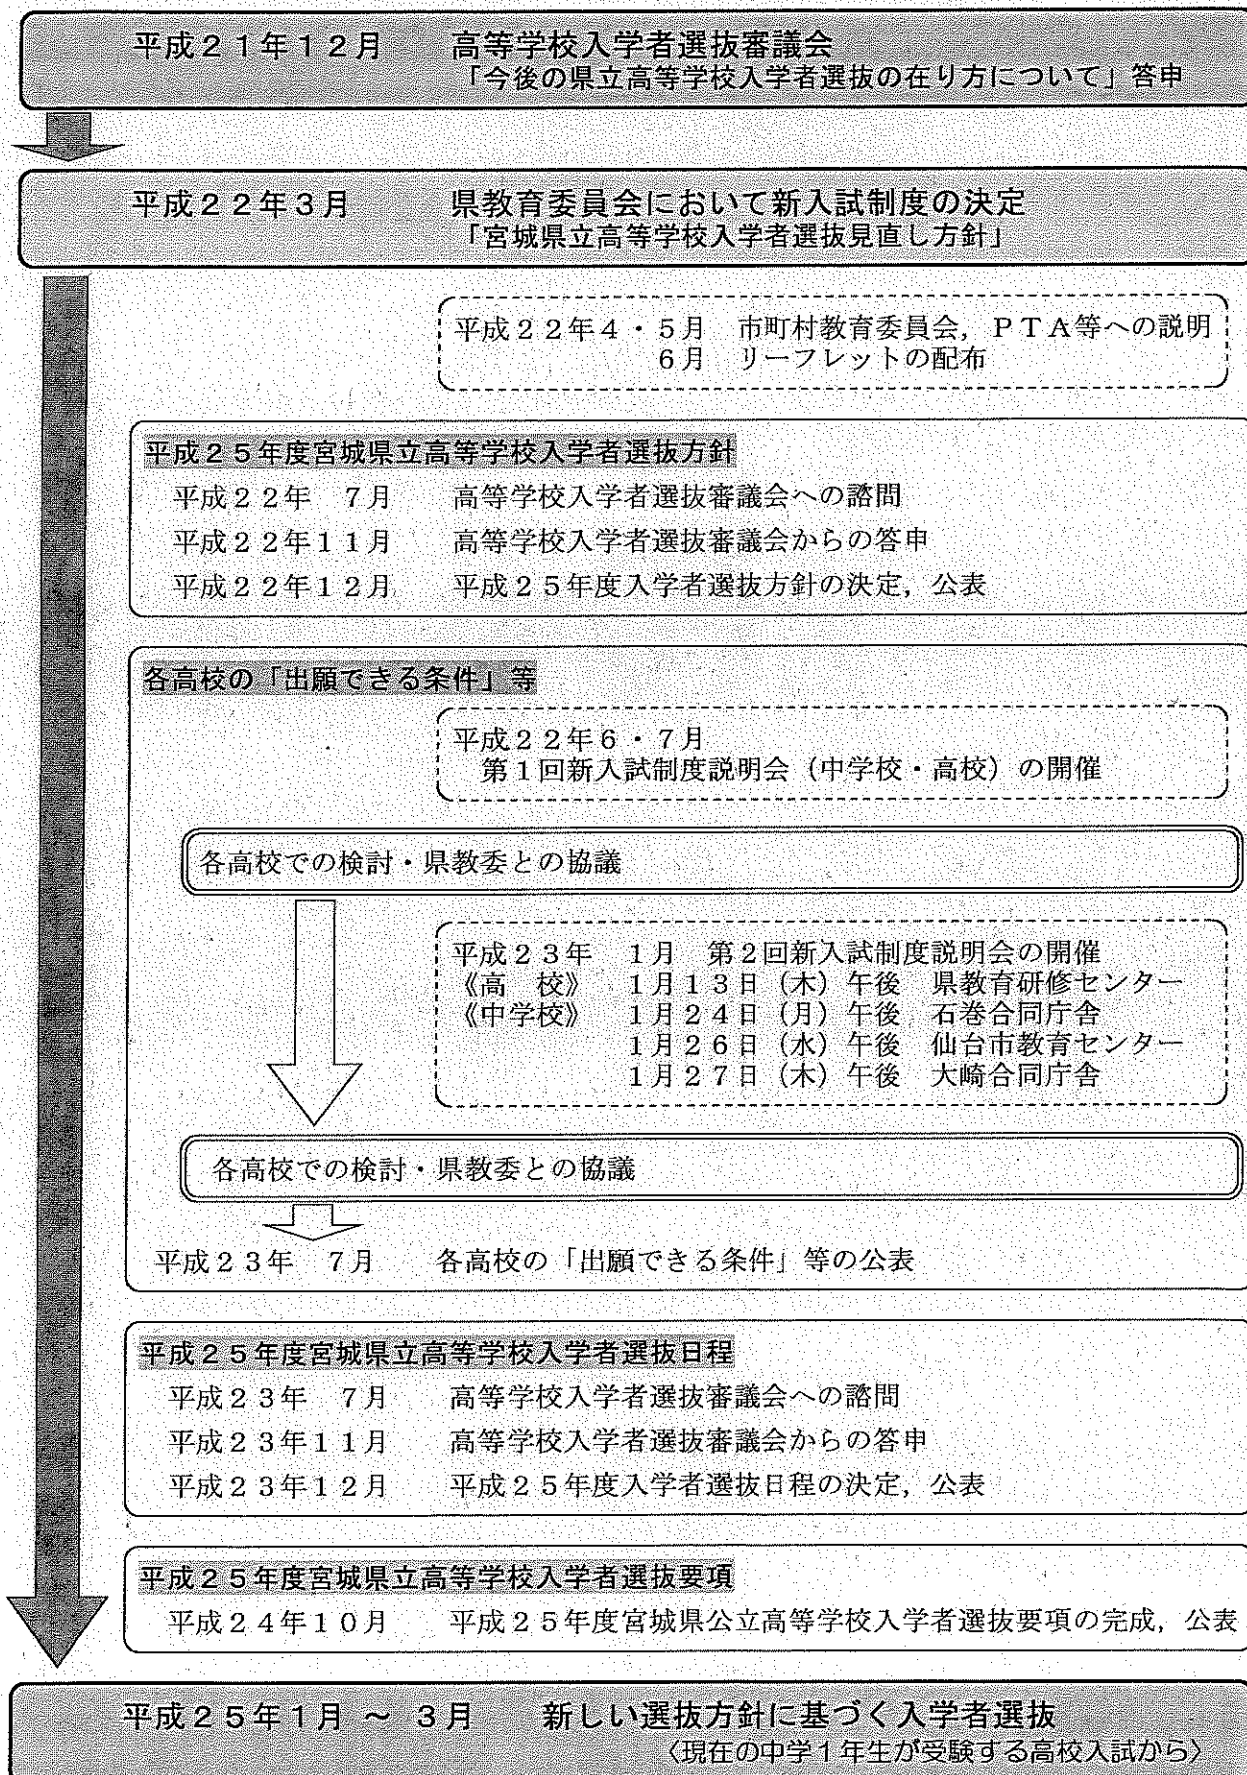 平成２１年１２月　　高等学校入学者選抜審議会
「今後の県立高等学校入学者選抜の在り方について」答申
平成２２年３月　　県教育委員会において新入試制度の決定
「宮城県立高等学校入学者選抜見直し方針」
平成２２年４・５月　市町村教育委員会，ＰＴＡ等への説明
６月　リーフレットの配布
平成２５年度宮城県立高等学校入学者選抜方針
平成２２年　７月　　高等学校入学者選抜審議会への諮問
平成２２年１１月　　高等学校入学者選抜審議会からの答申
平成２２年１２月　　平成２５年度入学者選抜方針の決定，公表
各高校の「出願できる条件」等
平成２２年６・７月
第１回新入試制度説明会（中学校・高校）の開催
各高校での検討・県教委との協議
平成２３年　１月　第２回新入試制度説明会の開催
《高　校》　１月１３日（木）午後　県教育研修センター
《中学校》　１月２４日（月）午後　石巻合同庁舎
１月２６日（水）午後　仙台市教育センター
１月２７日（木）午後　大崎合同庁舎
各高校での検討・県教委との協議
平成２３年　７月　　各高校の「出願できる条件」等の公表
平成２５年度宮城県立高等学校入学者選抜日程
平成２３年　７月　　高等学校入学者選抜審議会への諮問
平成２３年１１月　　高等学校入学者選抜審議会からの答申
平成２３年１２月　　平成２５年度入学者選抜日程の決定，公表
平成２５年度宮城県立高等学校入学者選抜要項
平成２４年１０月　　平成２５年度宮城県公立高等学校入学者選抜要項の完成，公表
平成２５年１月 ～ ３月　　新しい選抜方針に基づく入学者選抜
〈現在の中学１年生が受験する高校入試から〉